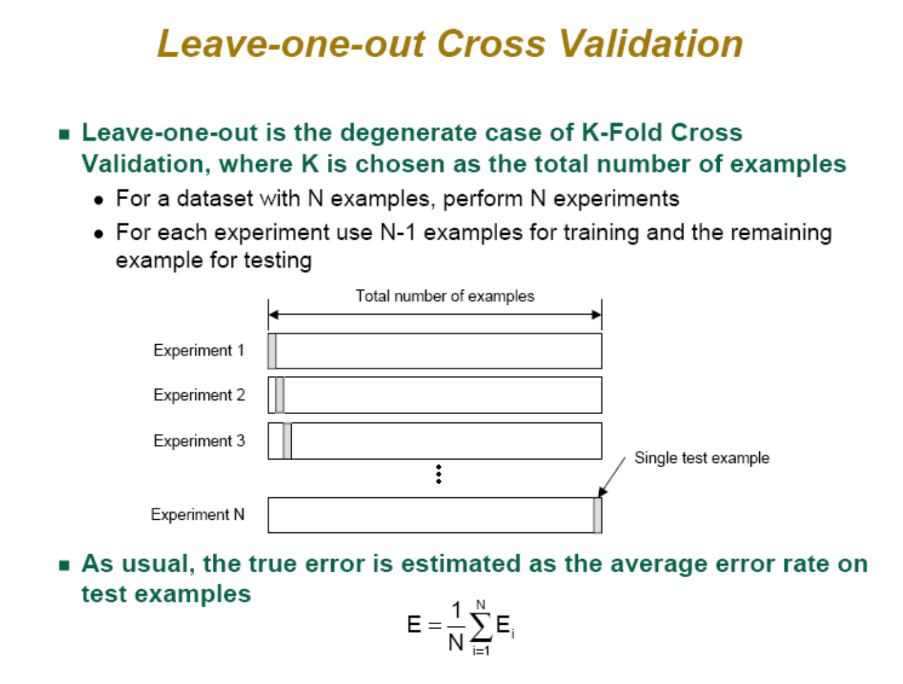 Leave-one-out Cross Validation
▪ Leave-one-out is the degenerate case of K-Fold Cross
Validation, where K is chosen as the total number of examples
• For a dataset with N examples, perform N experiments
• For each experiment use N-1 examples for training and the remaining
example for testing
Total number of examples
Experiment 1
Experiment 2
Experiment 3
⋮
Single test example
Experiment N
▪ As usual, the true error is estimated as the average error rate on
test examples
E = 1/N ∑_{i=1}^{N} E_i